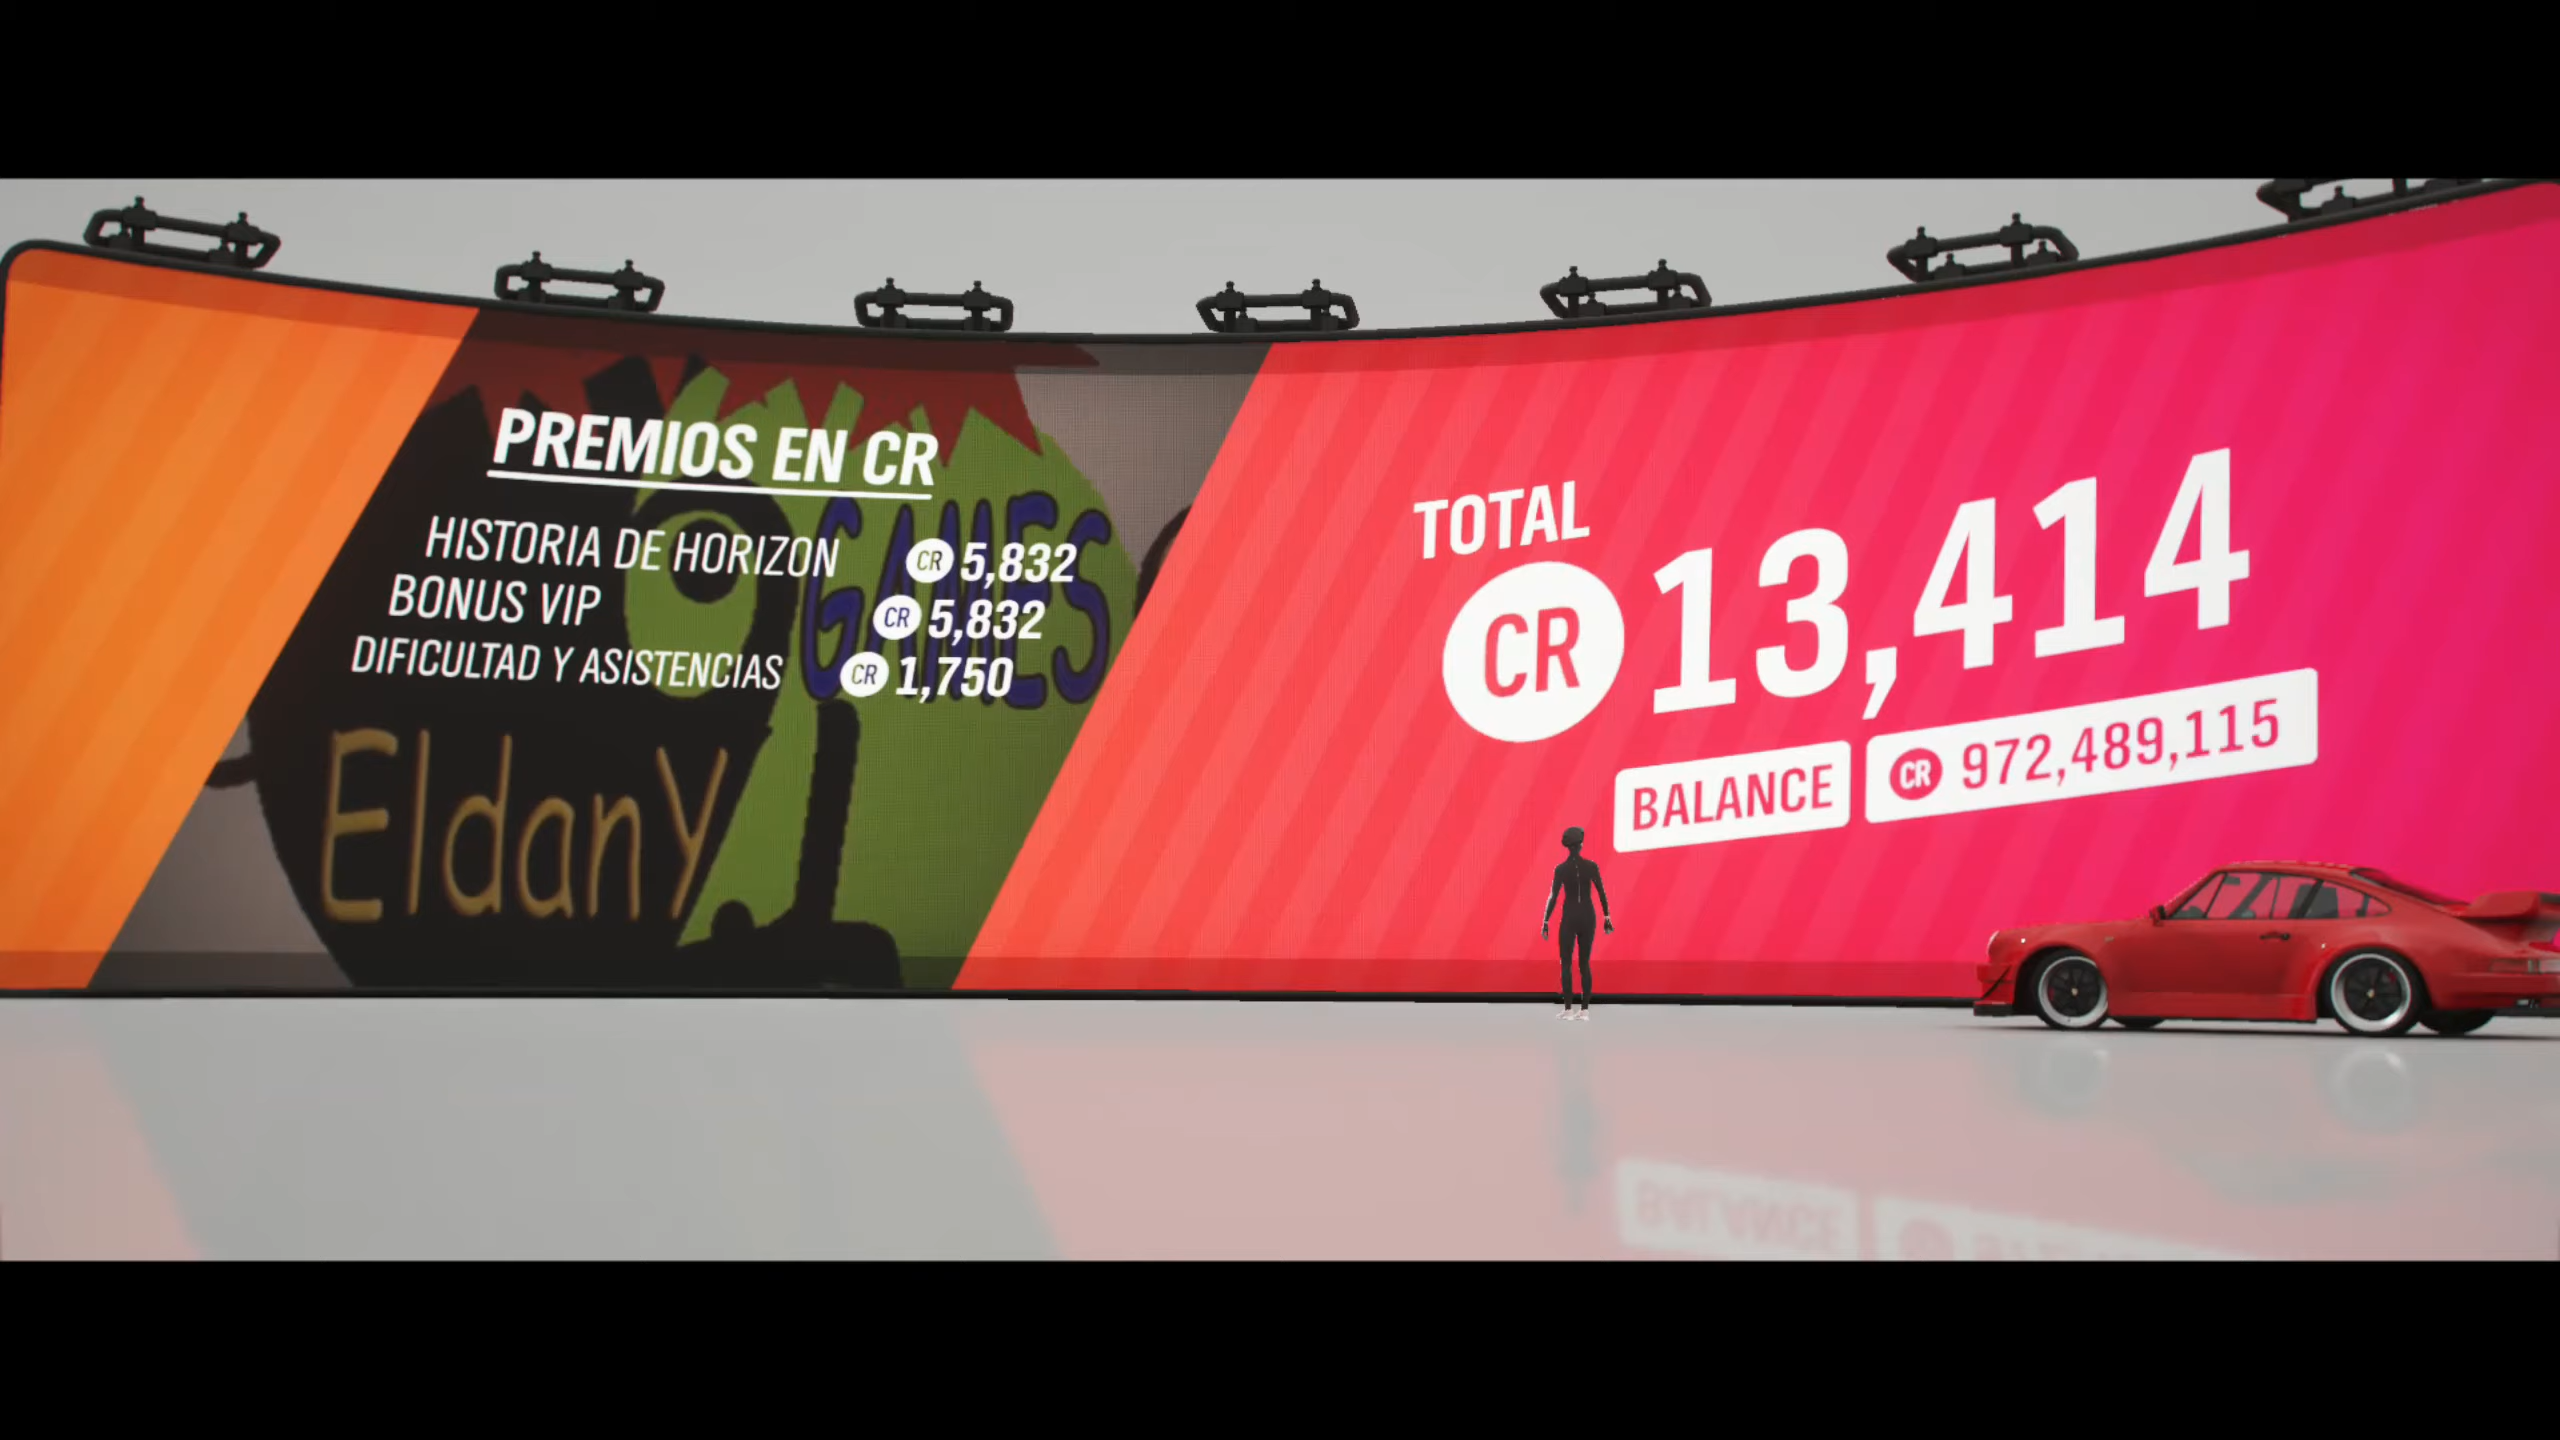 PREMIOS EN CR
HISTORIA DE HORIZON CR 5,832
BONUS VIP CR 5,832
DIFICULTAD Y ASISTENCIAS CR 1,750
GAMES
EldanY
TOTAL
CR 13,414
BALANCE CR 972,489,115